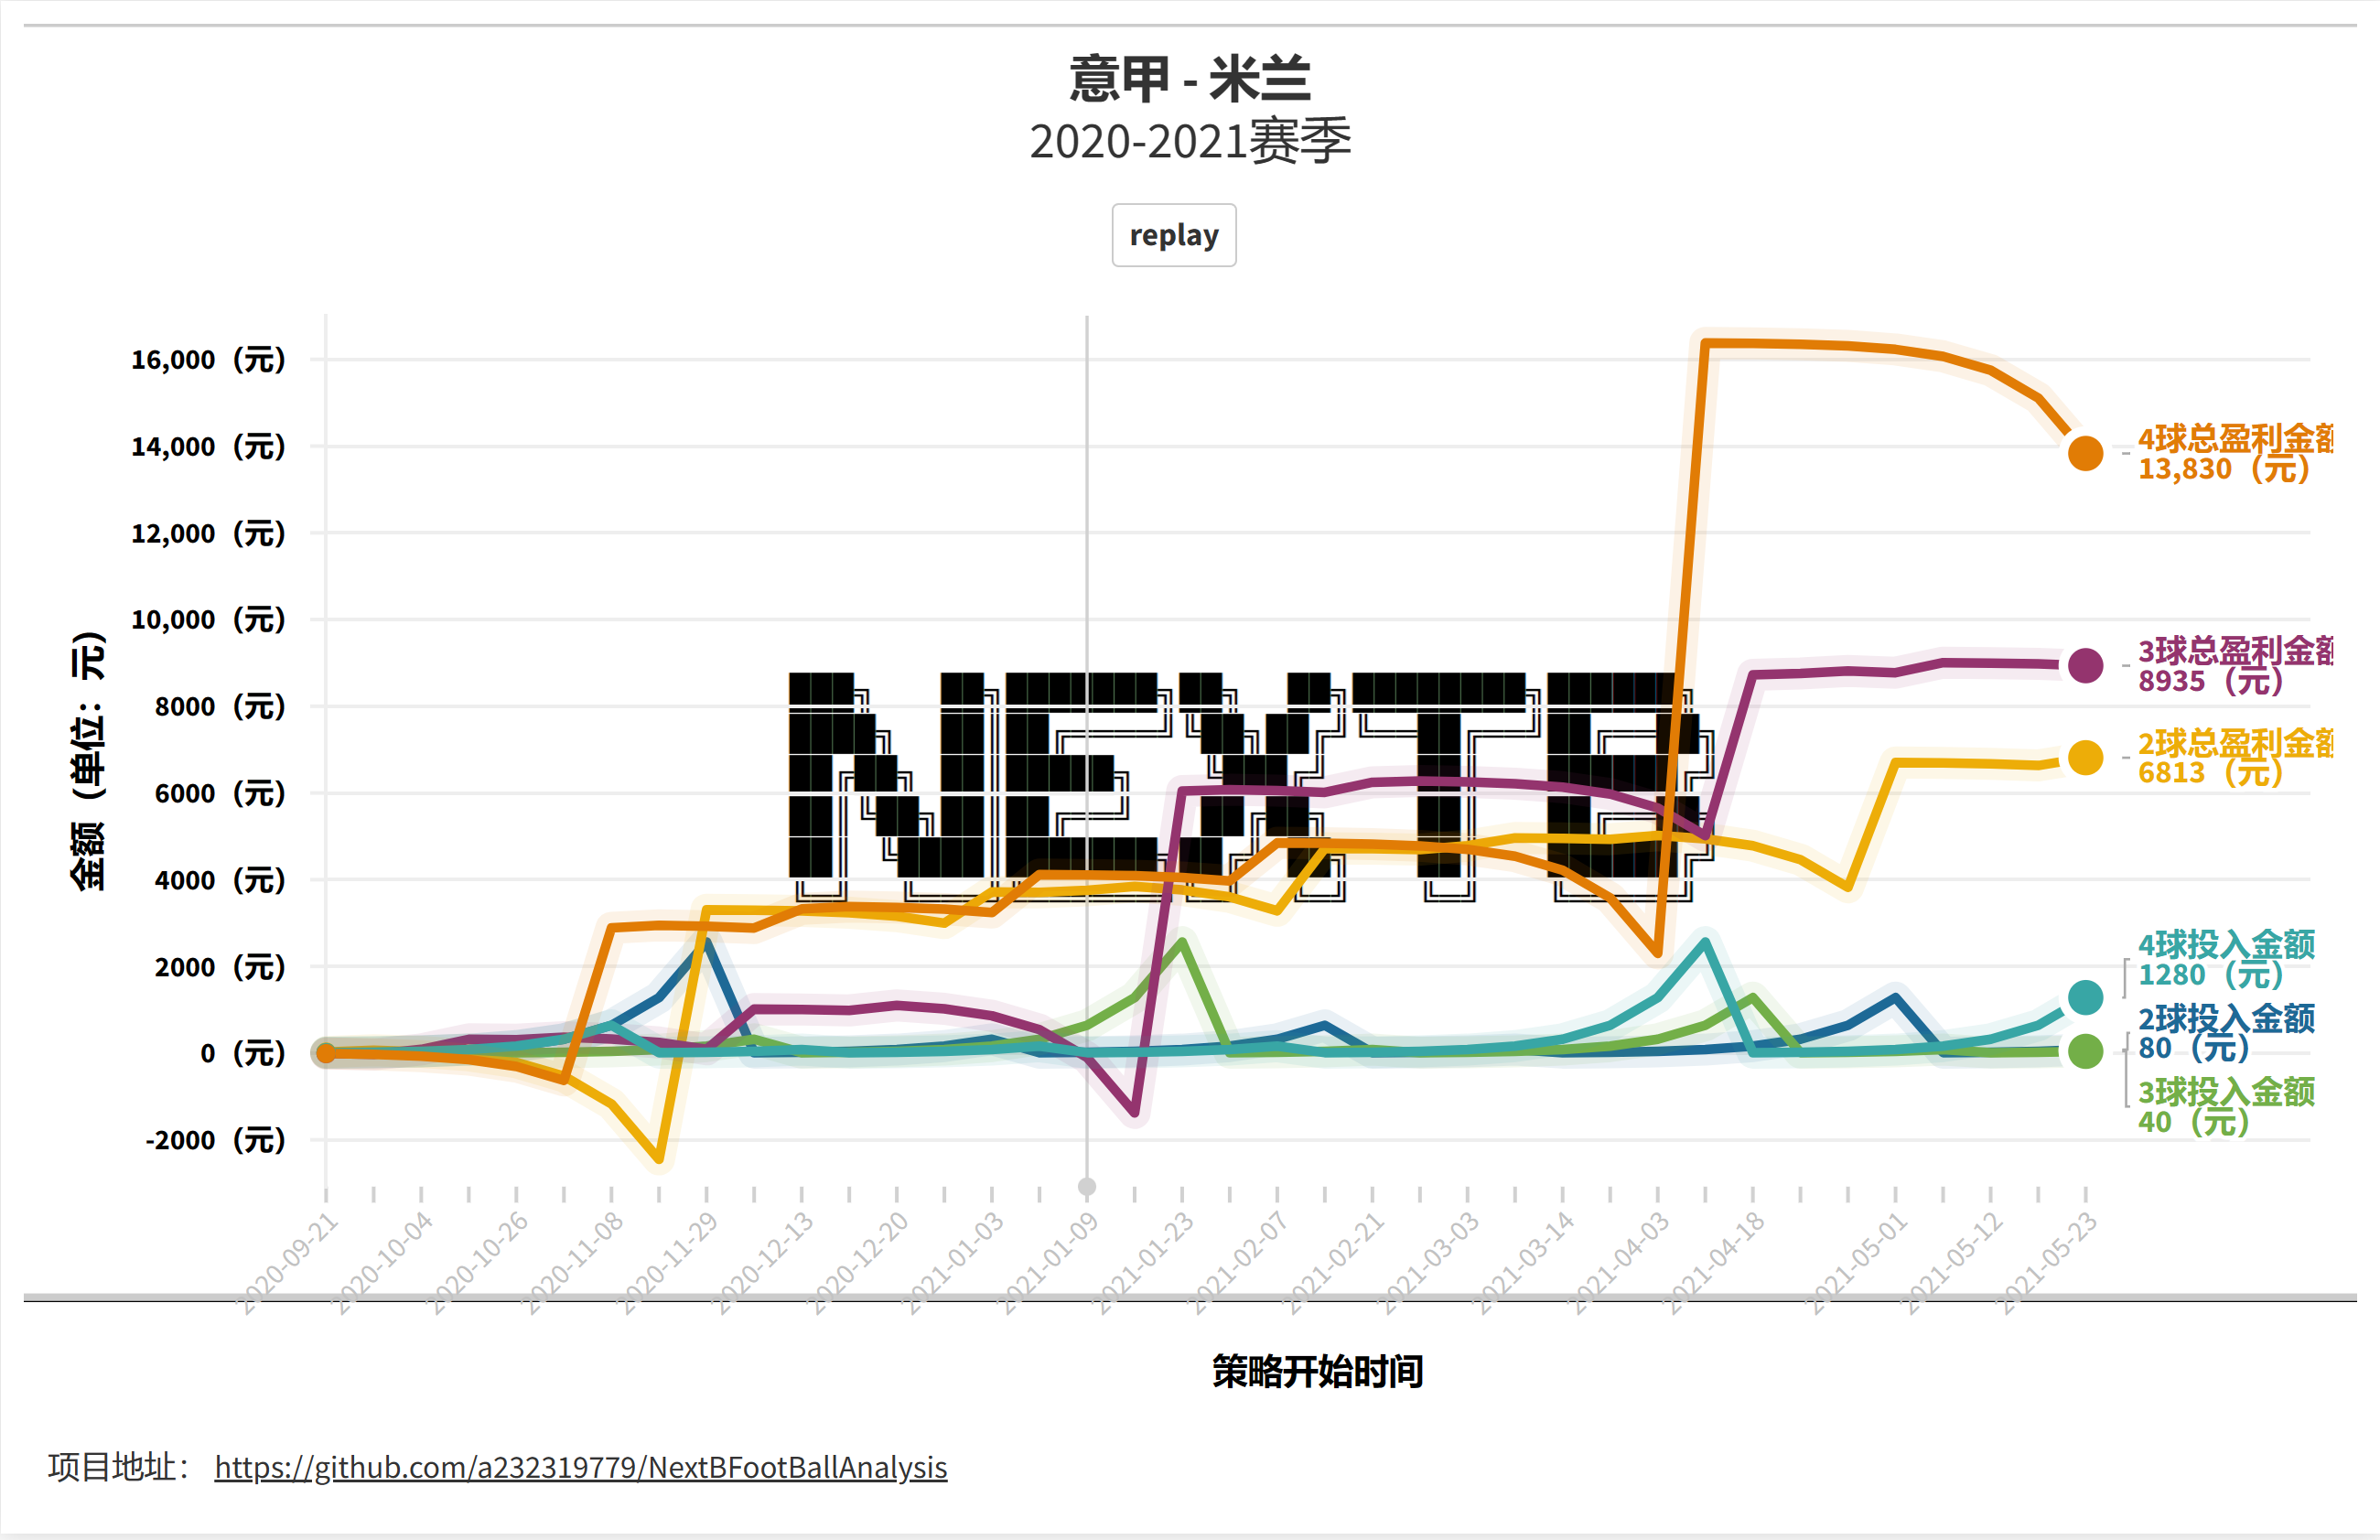 意甲 - 米兰
2020-2021赛季
replay
16,000（元）
14,000（元）
12,000（元）
10,000（元）
8000（元）
6000（元）
4000（元）
2000（元）
0（元）
-2000（元）
金额（单位：元）
NEXTB
4球总盈利金额
13,830（元）
3球总盈利金额
8935（元）
2球总盈利金额
6813（元）
4球投入金额
1280（元）
2球投入金额
80（元）
3球投入金额
40（元）
2020-09-21
2020-10-04
2020-10-26
2020-11-08
2020-11-29
2020-12-13
2020-12-20
2021-01-03
2021-01-09
2021-01-23
2021-02-07
2021-02-21
2021-03-03
2021-03-14
2021-04-03
2021-04-18
2021-05-01
2021-05-12
2021-05-23
策略开始时间
项目地址： https://github.com/a232319779/NextBFootBallAnalysis